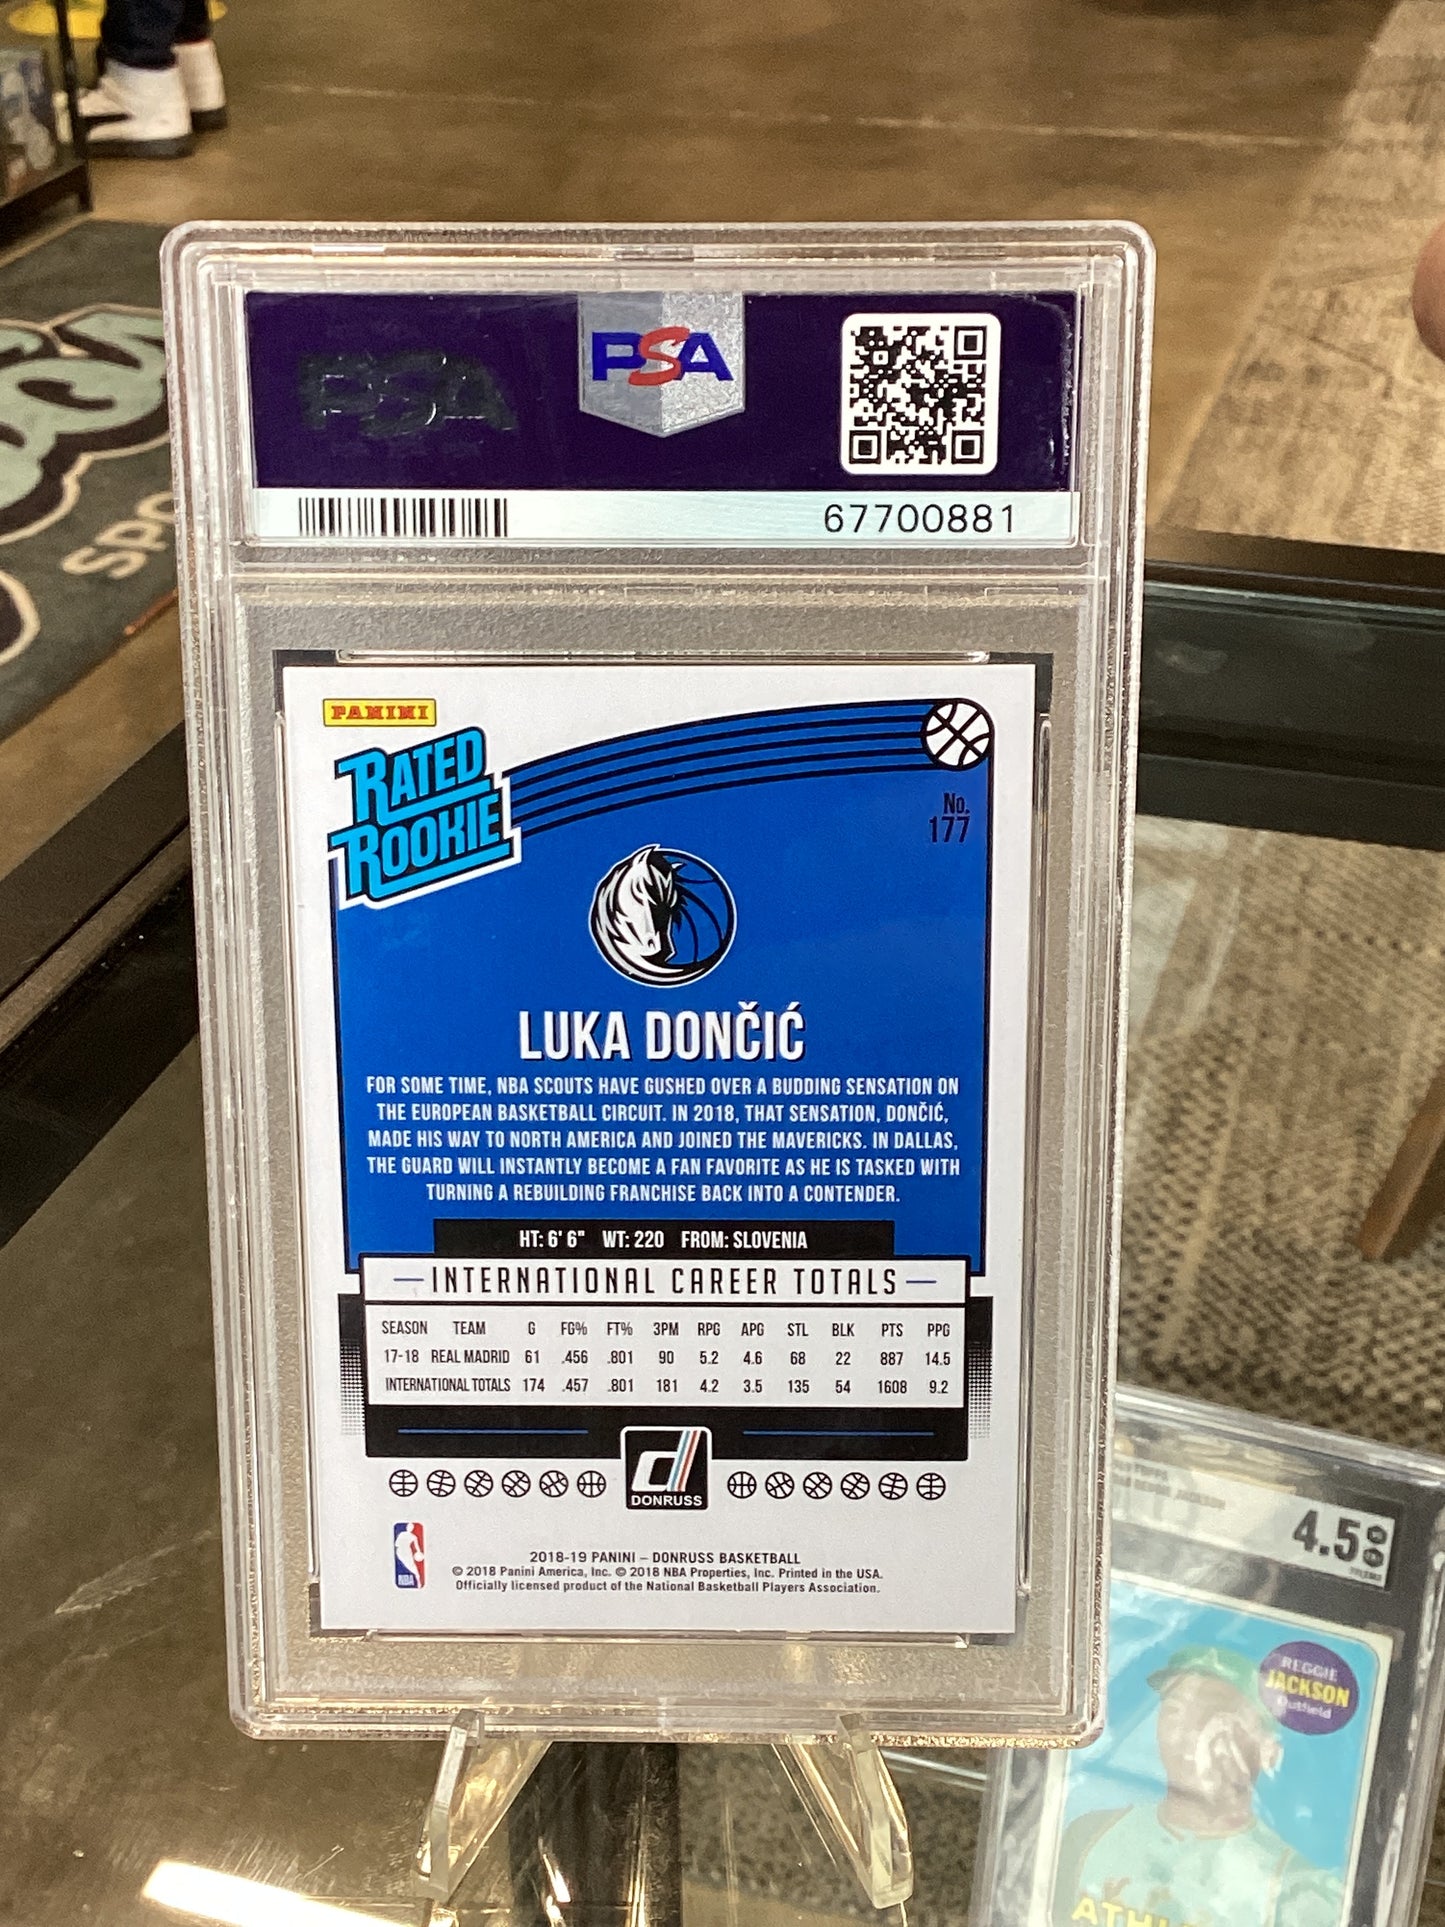 PSA
PSA
67700881
PANINI
RATED
ROOKIE
No.
177
LUKA DONČIĆ
FOR SOME TIME, NBA SCOUTS HAVE GUSHED OVER A BUDDING SENSATION ON
THE EUROPEAN BASKETBALL CIRCUIT. IN 2018, THAT SENSATION, DONČIĆ,
MADE HIS WAY TO NORTH AMERICA AND JOINED THE MAVERICKS. IN DALLAS,
THE GUARD WILL INSTANTLY BECOME A FAN FAVORITE AS HE IS TASKED WITH
TURNING A REBUILDING FRANCHISE BACK INTO A CONTENDER.
HT: 6' 6" WT: 220 FROM: SLOVENIA
INTERNATIONAL CAREER TOTALS
SEASON TEAM G FG% FT% 3PM RPG APG STL BLK PTS PPG
17-18 REAL MADRID 61 .456 .801 90 5.2 4.6 68 22 887 14.5
INTERNATIONAL TOTALS 174 .457 .801 181 4.2 3.5 135 54 1608 9.2
DONRUSS
NBA
2018-19 PANINI – DONRUSS BASKETBALL
© 2018 Panini America, Inc. © 2018 NBA Properties, Inc. Printed in the USA.
Officially licensed product of the National Basketball Players Association.
4.5
REGGIE
JACKSON
Outfield